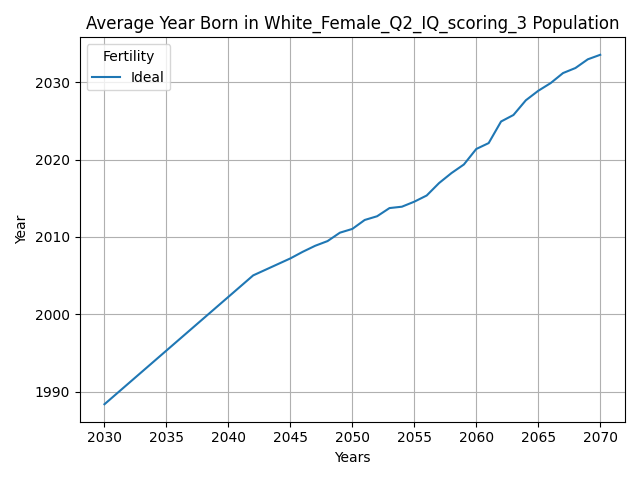 Average Year Born in White_Female_Q2_IQ_scoring_3 Population
Fertility
Ideal
2030
2020
2010
2000
1990
Year
2030 2035 2040 2045 2050 2055 2060 2065 2070
Years